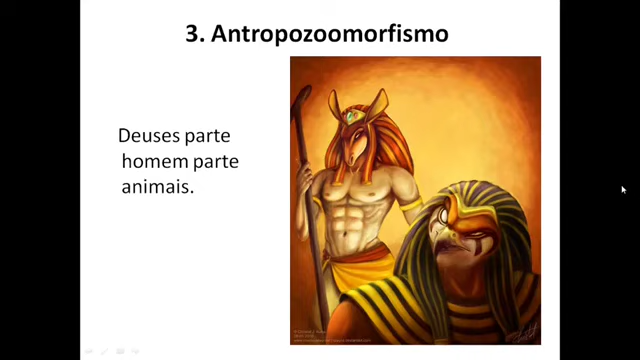 3. Antropozoomorfismo
Deuses parte
homem parte
animais.